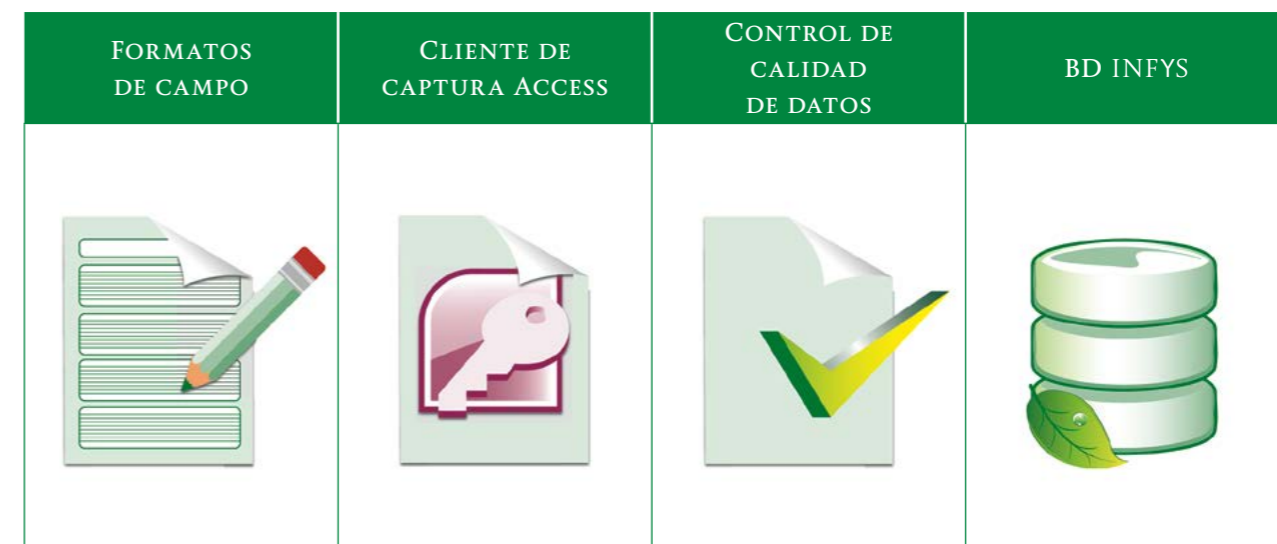 FORMATOS
DE CAMPO
CLIENTE DE
CAPTURA ACCESS
CONTROL DE
CALIDAD
DE DATOS
BD INFYS